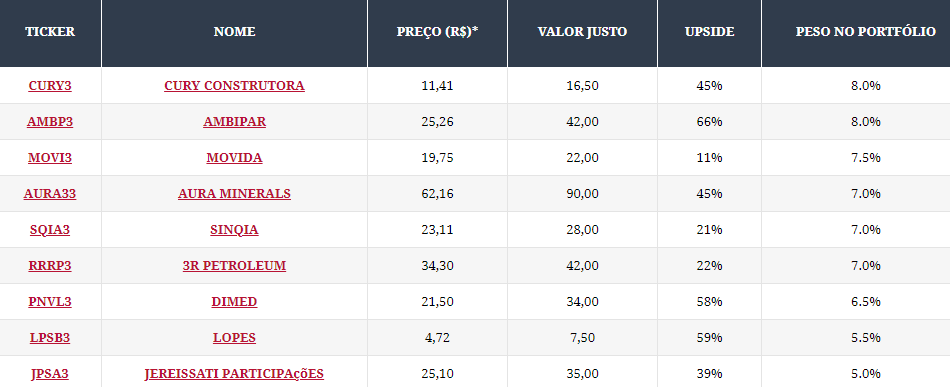 TICKER NOME PREÇO (R$)* VALOR JUSTO UPSIDE PESO NO PORTFÓLIO
CURY3 CURY CONSTRUTORA 11,41 16,50 45% 8.0%
AMBP3 AMBIPAR 25,26 42,00 66% 8.0%
MOVI3 MOVIDA 19,75 22,00 11% 7.5%
AURA33 AURA MINERALS 62,16 90,00 45% 7.0%
SQIA3 SINQIA 23,11 28,00 21% 7.0%
RRRP3 3R PETROLEUM 34,30 42,00 22% 7.0%
PNVL3 DIMED 21,50 34,00 58% 6.5%
LPSB3 LOPES 4,72 7,50 59% 5.5%
JPSA3 JEREISSATI PARTICIPAçõES 25,10 35,00 39% 5.0%